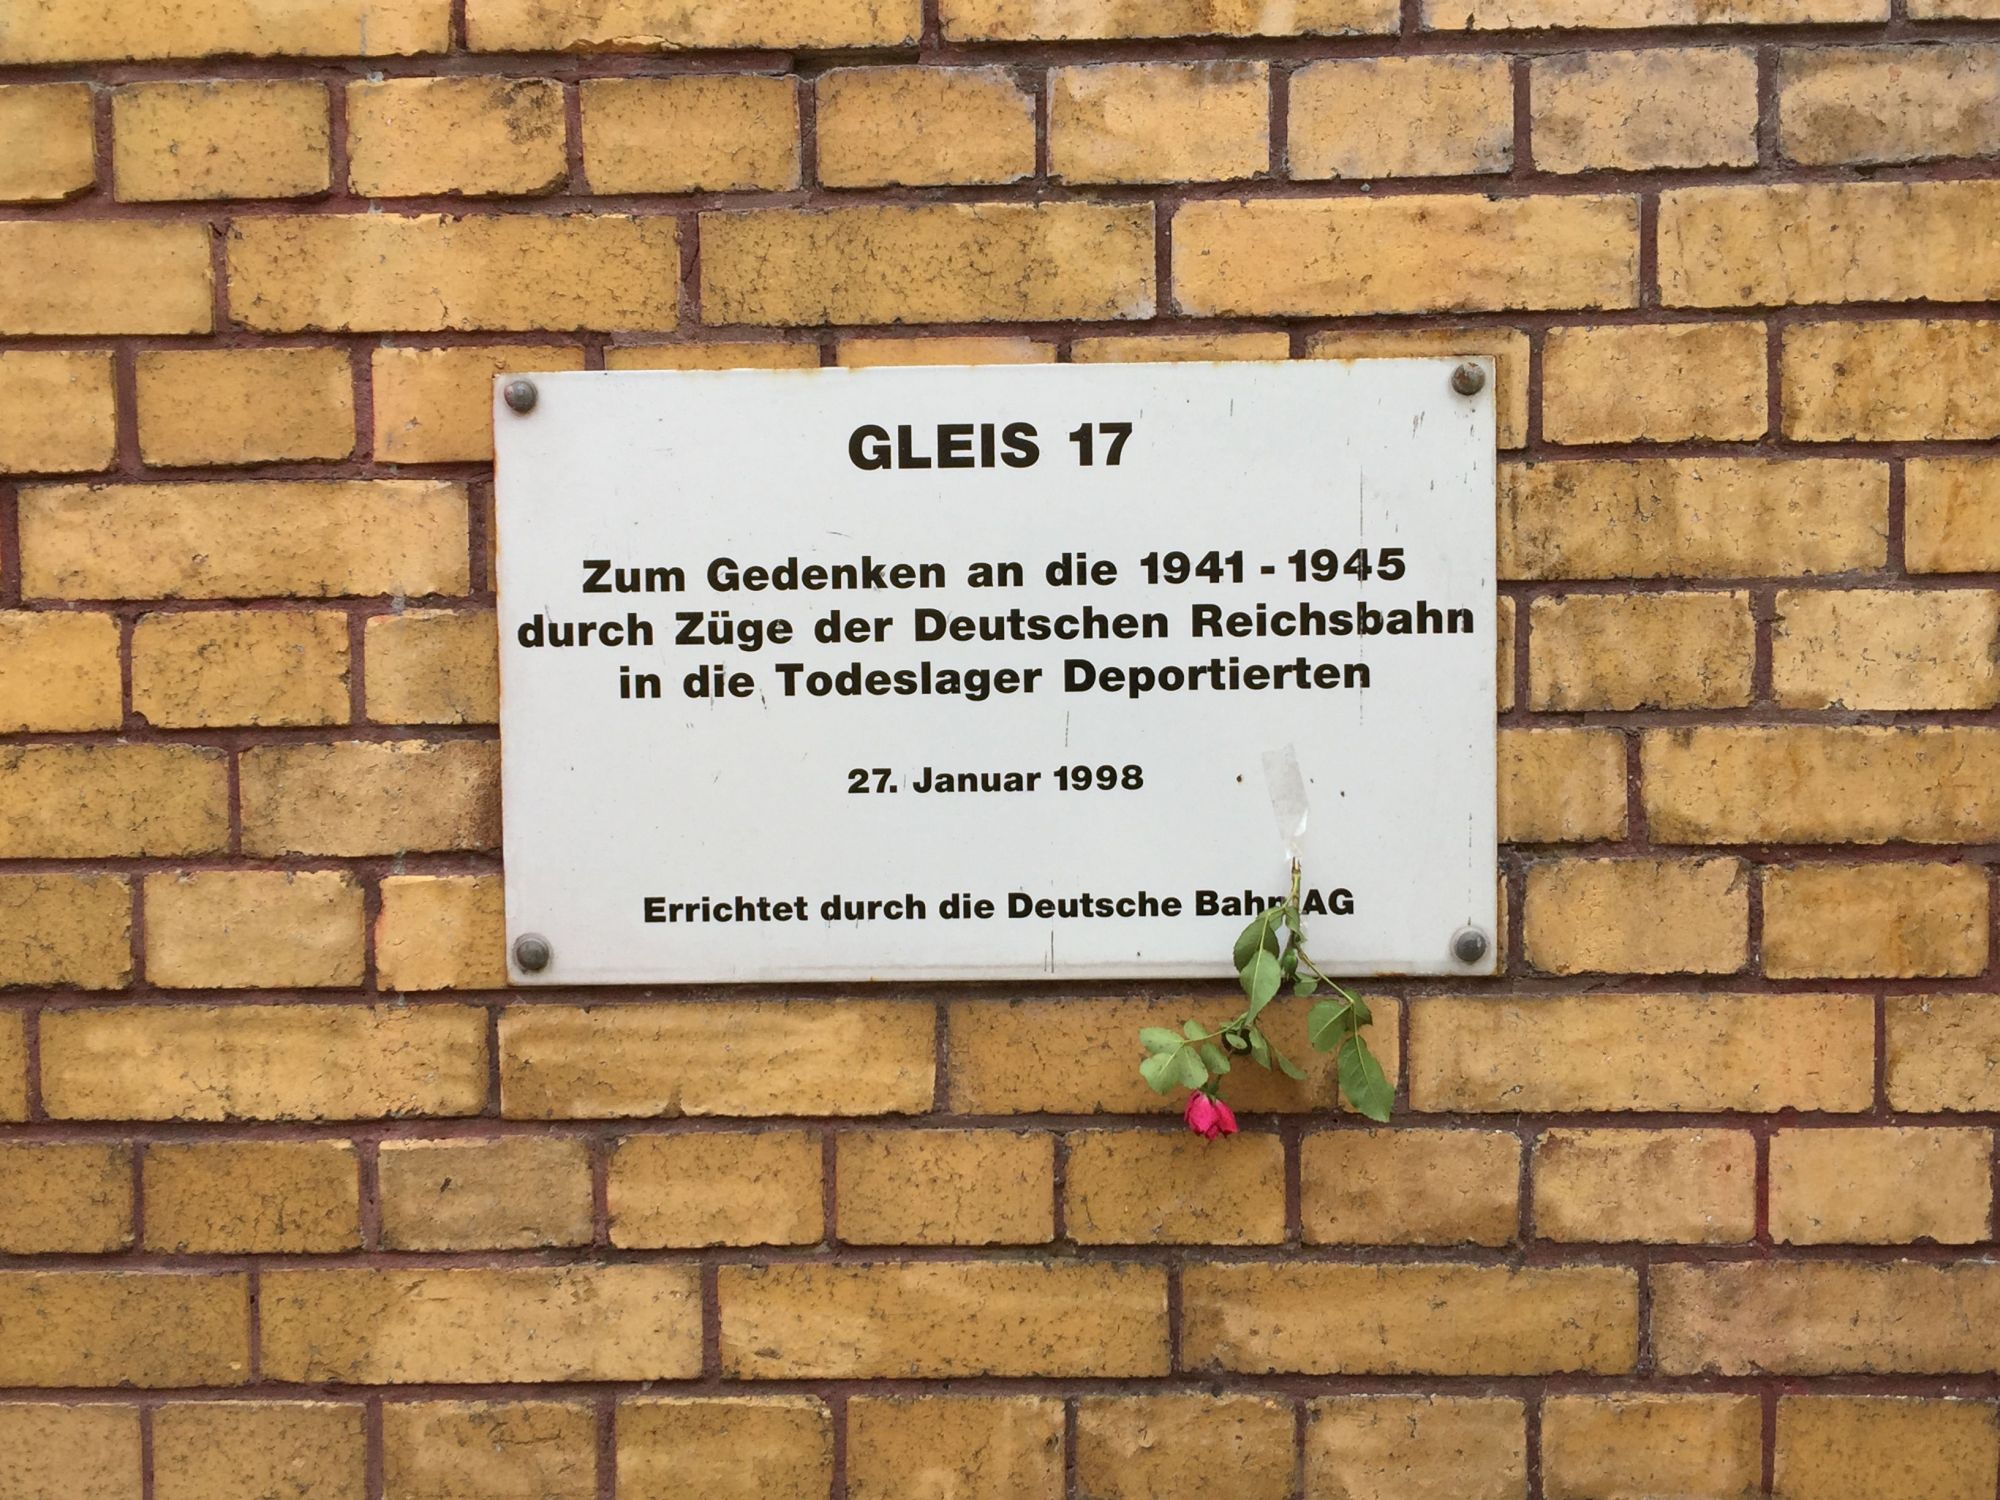 GLEIS 17
Zum Gedenken an die 1941 - 1945
durch Züge der Deutschen Reichsbahn
in die Todeslager Deportierten
27. Januar 1998
Errichtet durch die Deutsche Bahn AG